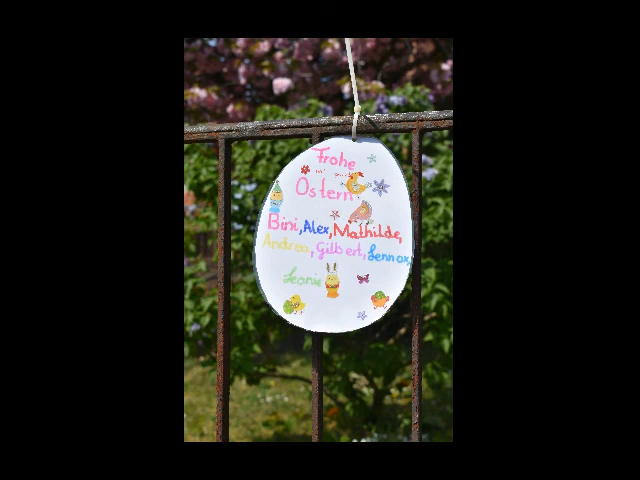 Frohe
Ostern
Bini, Alex, Mathilde,
Andrea, Gilbert, Lennox,
Leonie